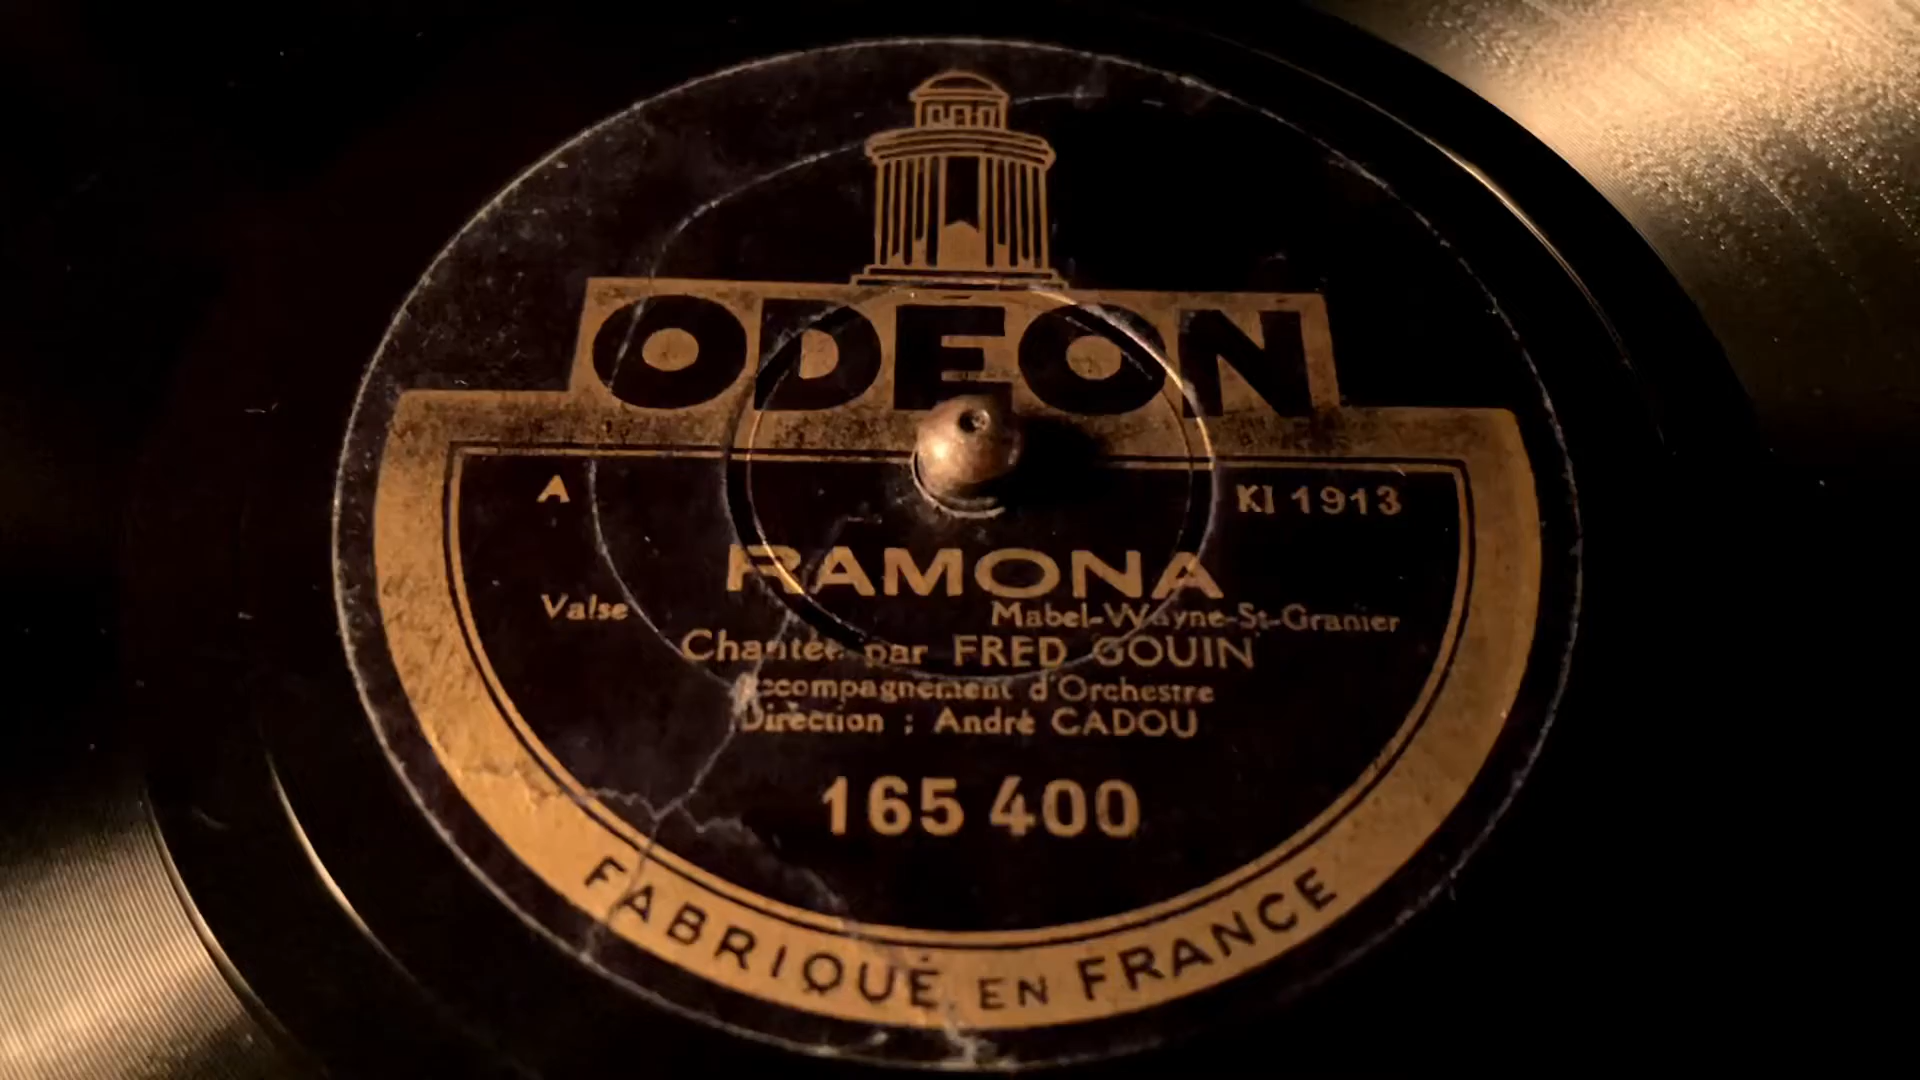 ODEON
A KI 1913
RAMONA
Valse Mabel-Wayne-St-Granier
Chantée par FRED GOUIN
Accompagnement d'Orchestre
Direction : André CADOU
165 400
FABRIQUÉ EN FRANCE